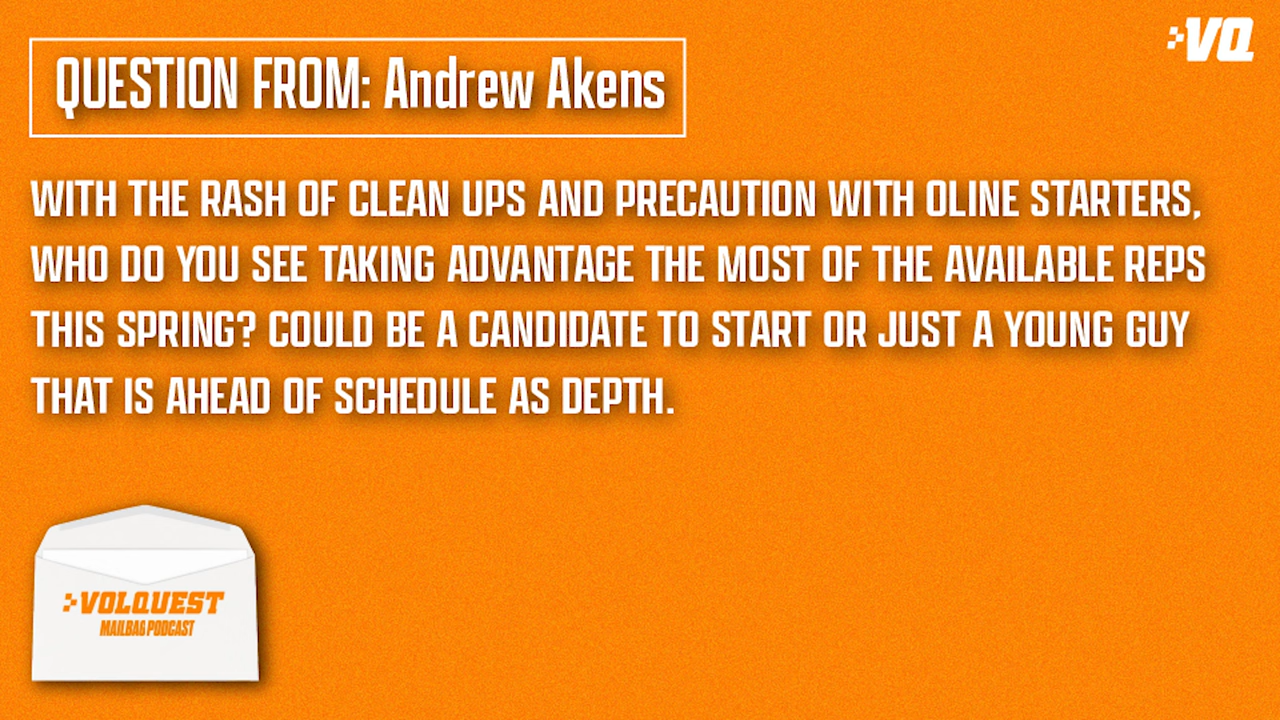 VQ
QUESTION FROM: Andrew Akens
WITH THE RASH OF CLEAN UPS AND PRECAUTION WITH OLINE STARTERS,
WHO DO YOU SEE TAKING ADVANTAGE THE MOST OF THE AVAILABLE REPS
THIS SPRING? COULD BE A CANDIDATE TO START OR JUST A YOUNG GUY
THAT IS AHEAD OF SCHEDULE AS DEPTH.
VOLQUEST
MAILBAG PODCAST